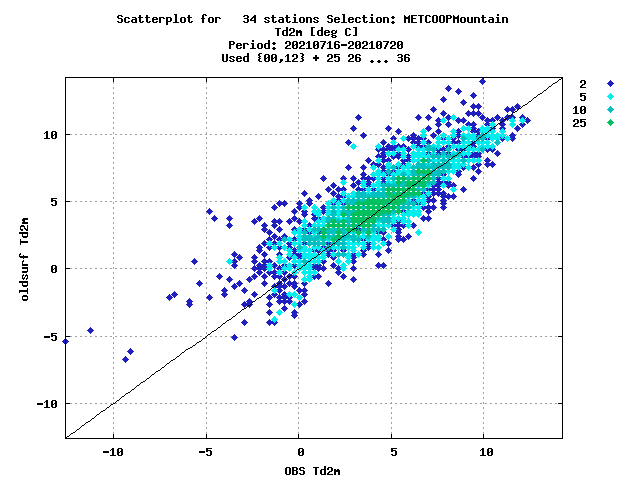 Scatterplot for   34 stations Selection: METCOOPMountain
Td2m [deg C]
Period: 20210716-20210720
Used {00,12} + 25 26 ... 36
2
5
10
25
10
5
0
-5
-10
oldsurf Td2m
-10
-5
0
5
10
OBS Td2m